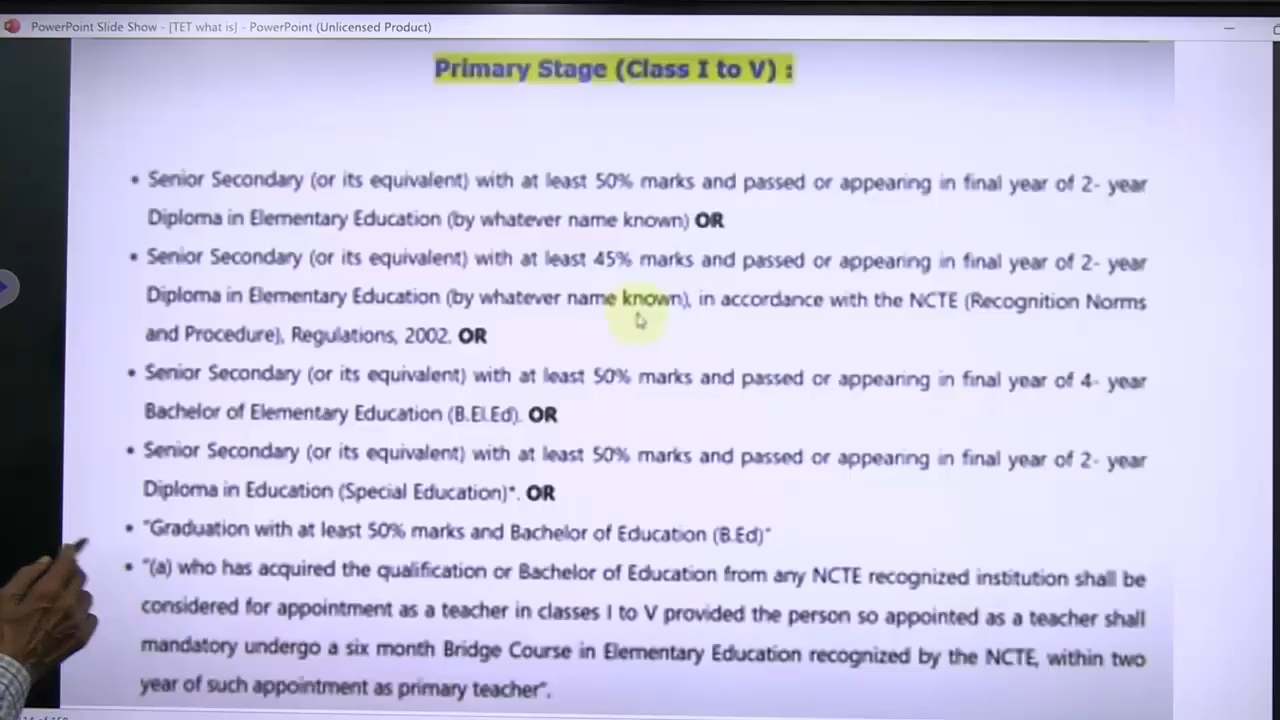 PowerPoint Slide Show - [TET what is] - PowerPoint (Unlicensed Product)
Primary Stage (Class I to V) :
• Senior Secondary (or its equivalent) with at least 50% marks and passed or appearing in final year of 2- year
Diploma in Elementary Education (by whatever name known) OR
• Senior Secondary (or its equivalent) with at least 45% marks and passed or appearing in final year of 2- year
Diploma in Elementary Education (by whatever name known), in accordance with the NCTE (Recognition Norms
and Procedure), Regulations, 2002. OR
• Senior Secondary (or its equivalent) with at least 50% marks and passed or appearing in final year of 4- year
Bachelor of Elementary Education (B.El.Ed). OR
• Senior Secondary (or its equivalent) with at least 50% marks and passed or appearing in final year of 2- year
Diploma in Education (Special Education)*. OR
• "Graduation with at least 50% marks and Bachelor of Education (B.Ed)"
• "(a) who has acquired the qualification or Bachelor of Education from any NCTE recognized institution shall be
considered for appointment as a teacher in classes I to V provided the person so appointed as a teacher shall
mandatory undergo a six month Bridge Course in Elementary Education recognized by the NCTE, within two
year of such appointment as primary teacher".